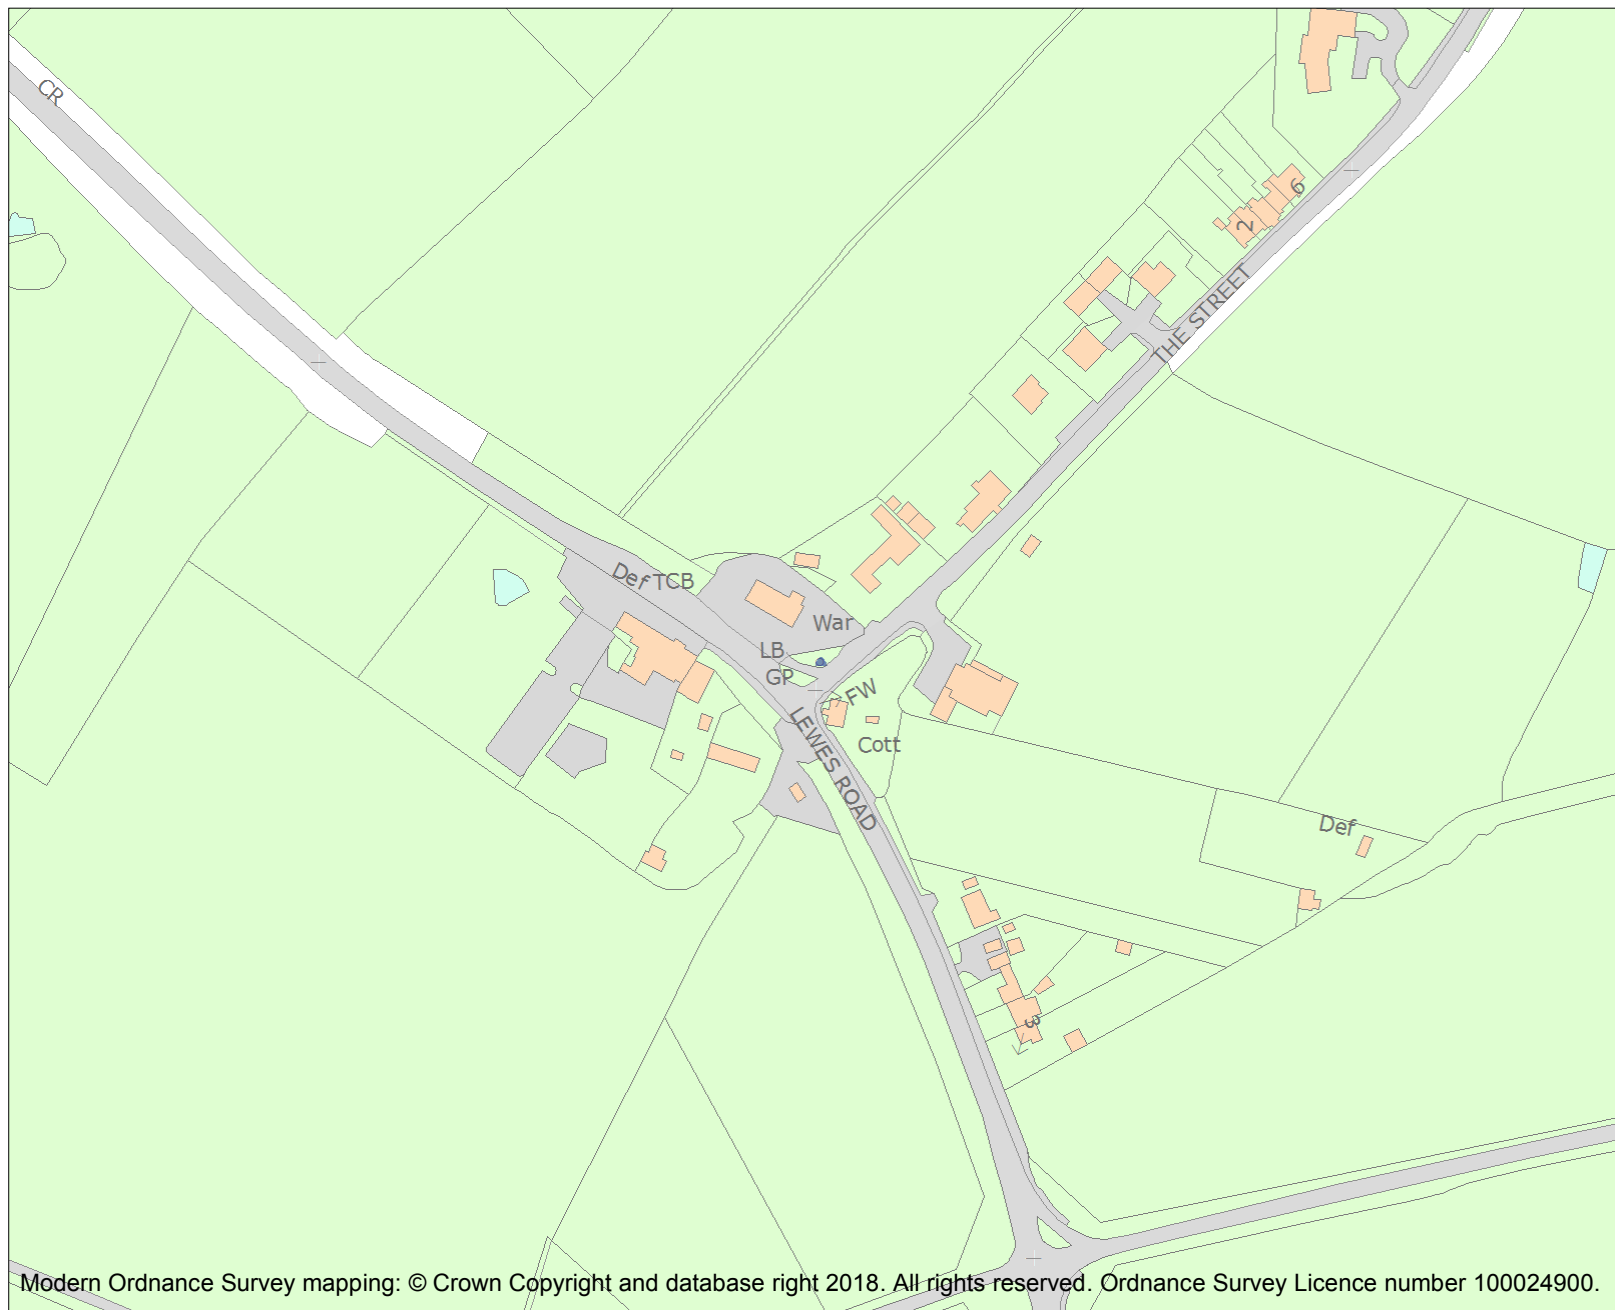 CR
6
2
THE STREET
Def TCB
War
LB
GP
FW
Cott
LEWES ROAD
Def
3
Modern Ordnance Survey mapping: © Crown Copyright and database right 2018. All rights reserved. Ordnance Survey Licence number 100024900.